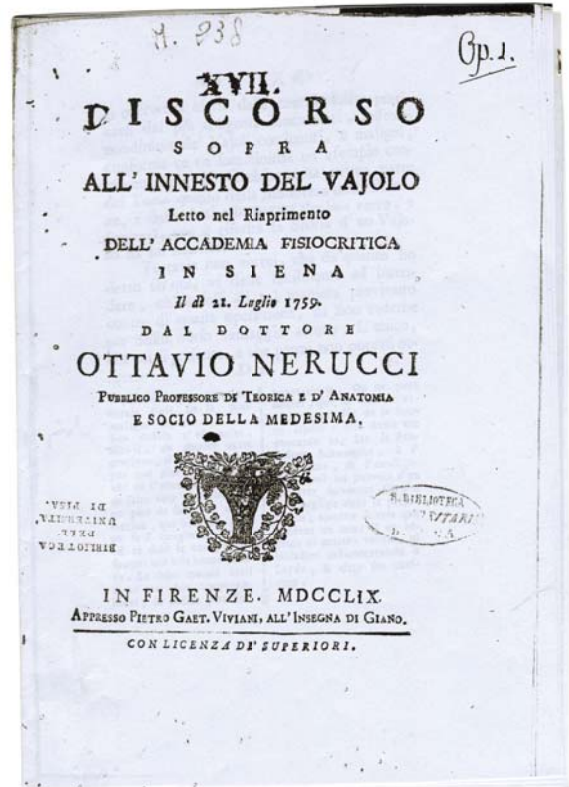 M. 238
Op. 1.
XVII.
DISCORSO
SOPRA
ALL' INNESTO DEL VAJOLO
Letto nel Riaprimento
DELL' ACCADEMIA FISIOCRITICA
IN SIENA
Il dì 21. Luglio 1759.
DAL DOTTORE
OTTAVIO NERUCCI
PUBBLICO PROFESSORE DI TEORICA E D' ANATOMIA
E SOCIO DELLA MEDESIMA.
BIBLIOTECA
DELL'
UNIVERSITA'
DI PISA.
R. BIBLIOTECA
IN FIRENZE. MDCCLIX.
APPRESSO PIETRO GAET. VIVIANI, ALL' INSEGNA DI GIANO.
CON LICENZA DE' SUPERIORI.